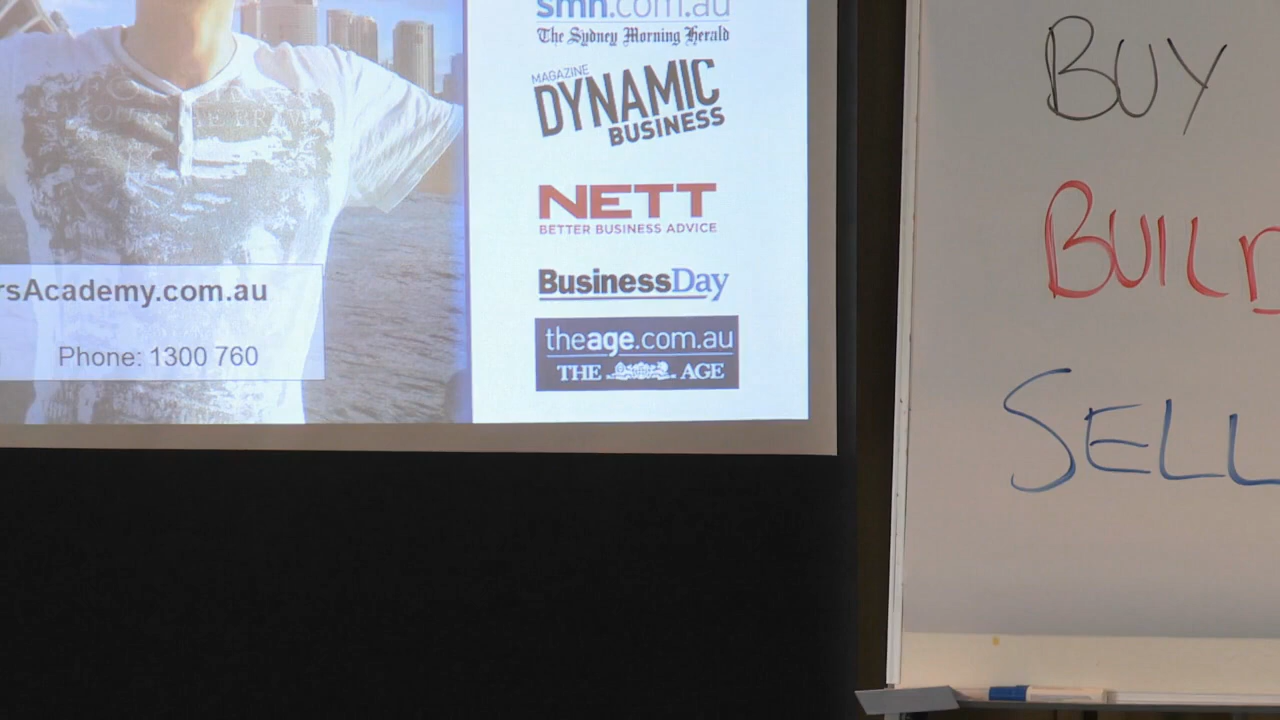 smh.com.au
The Sydney Morning Herald
MAGAZINE
DYNAMIC
BUSINESS
NETT
BETTER BUSINESS ADVICE
BusinessDay
theage.com.au
THE AGE
rsAcademy.com.au
Phone: 1300 760
BUY
BUILD
SELL